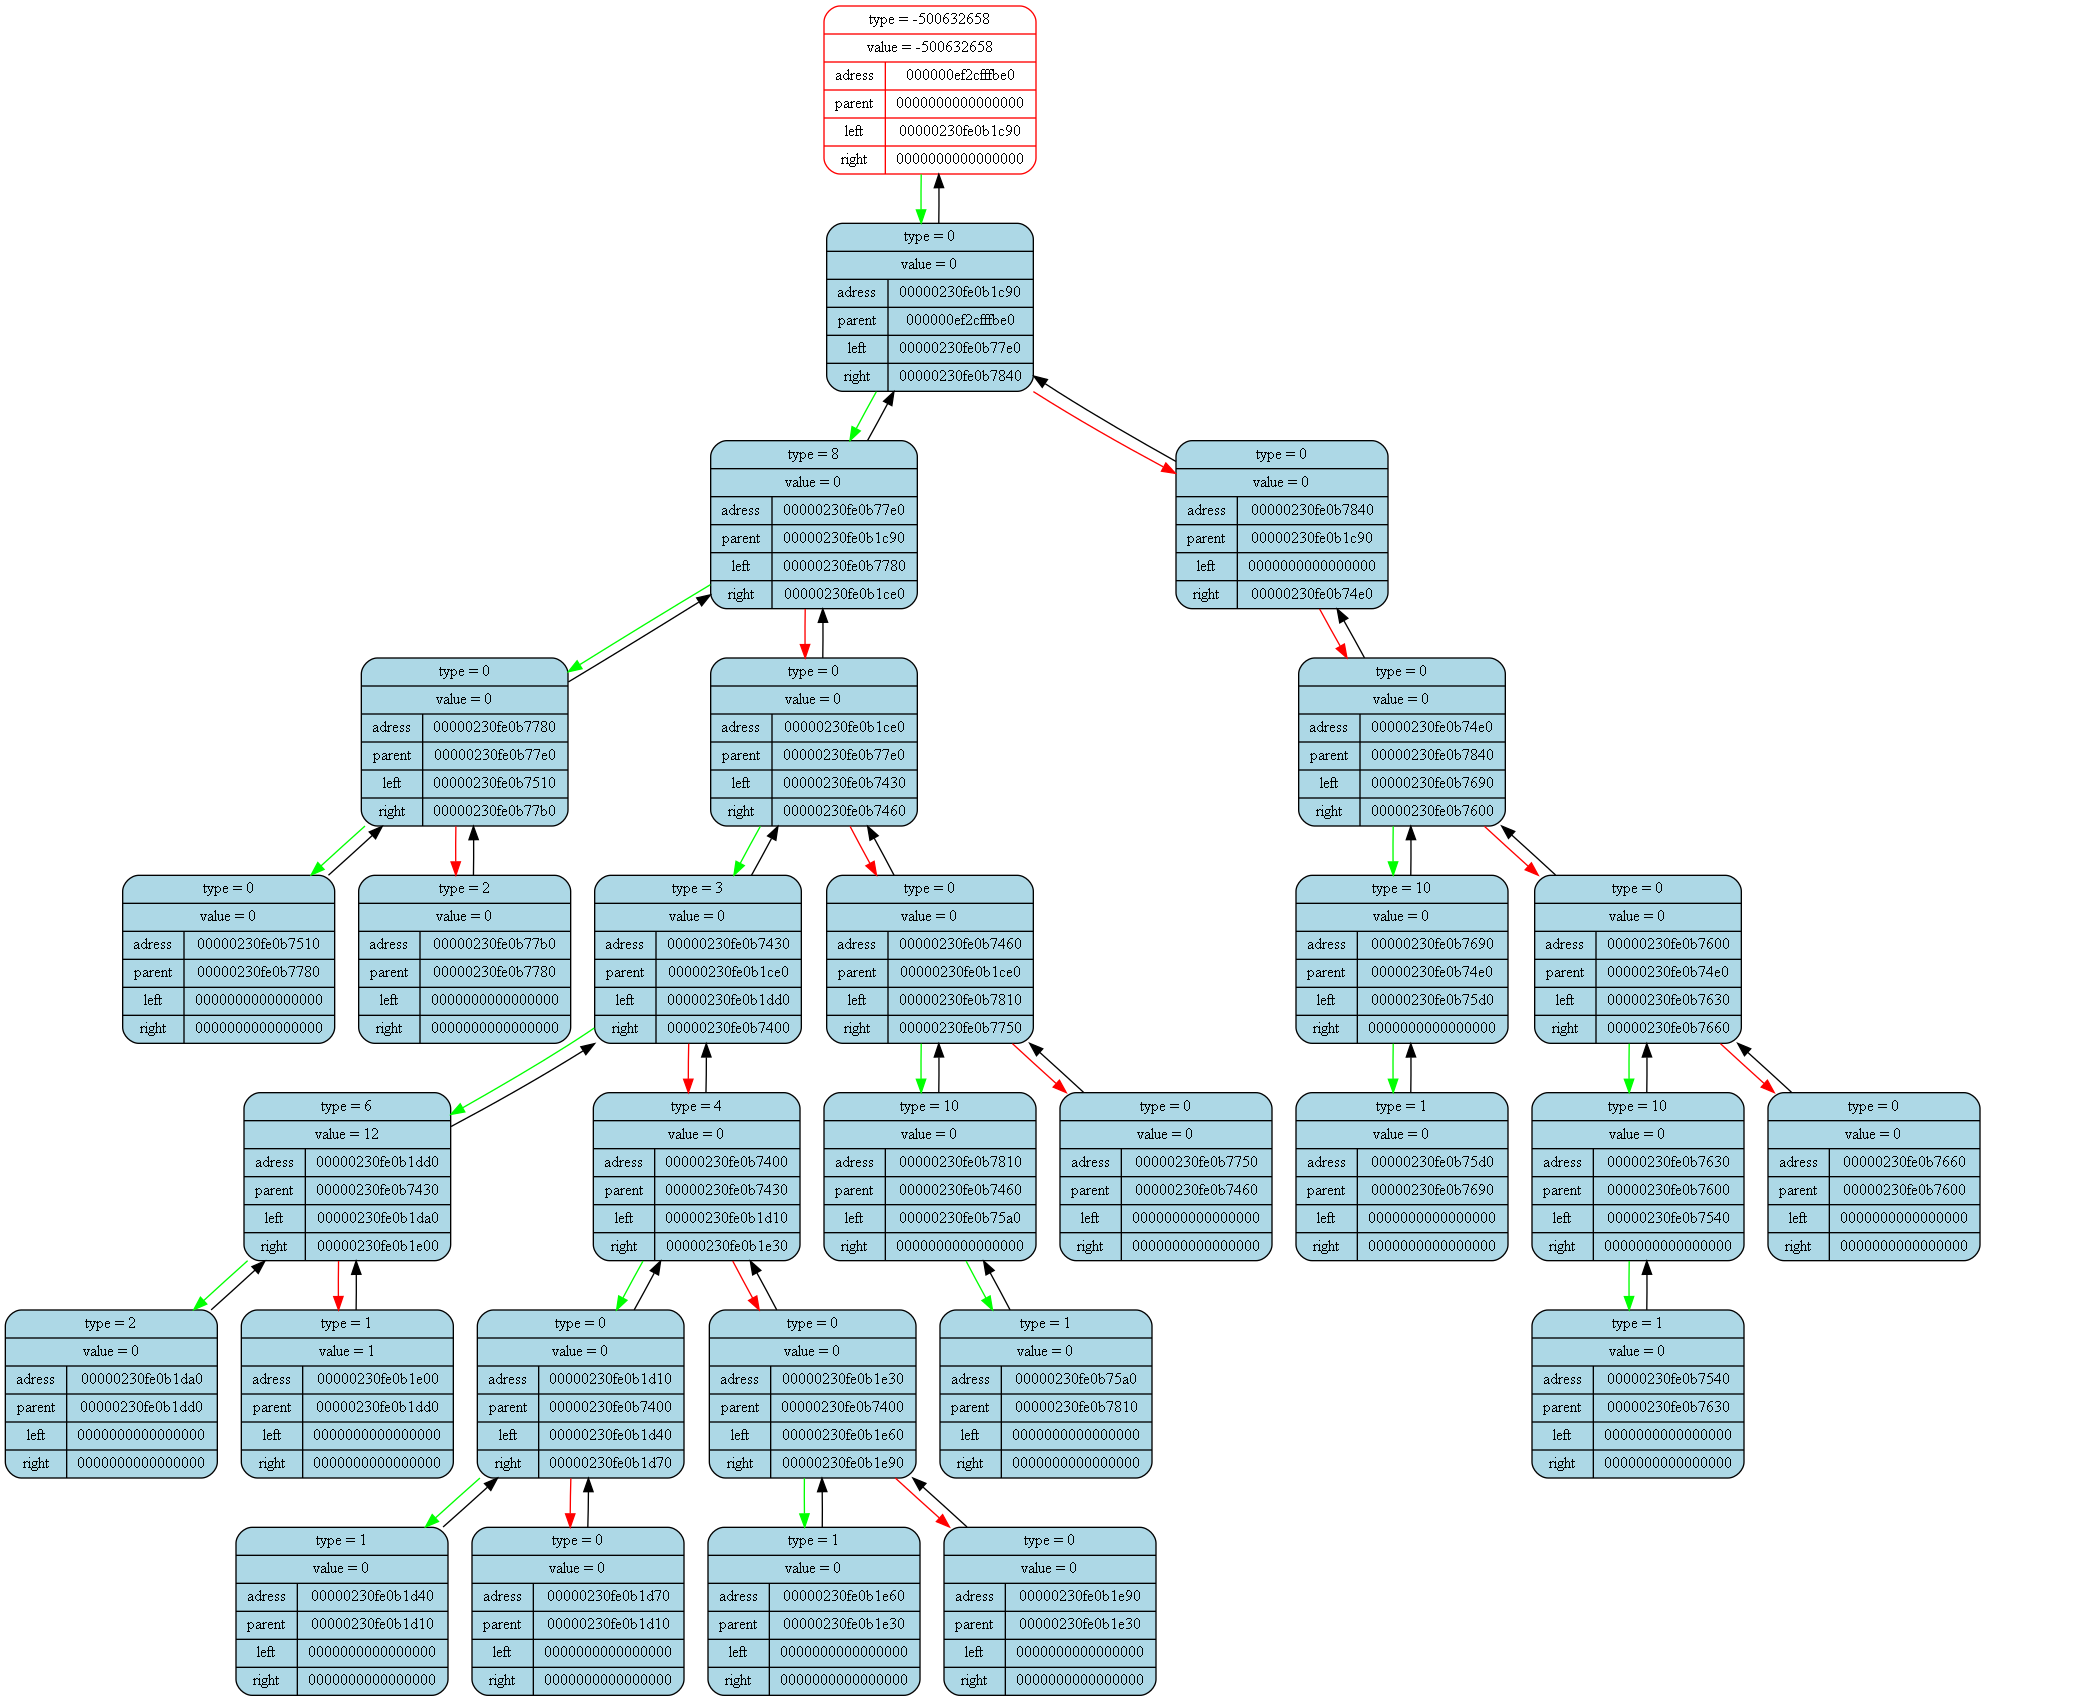 type = -500632658
value = -500632658
adress 000000ef2cfffbe0
parent 0000000000000000
left 00000230fe0b1c90
right 0000000000000000
type = 0
value = 0
adress 00000230fe0b1c90
parent 000000ef2cfffbe0
left 00000230fe0b77e0
right 00000230fe0b7840
type = 8
value = 0
adress 00000230fe0b77e0
parent 00000230fe0b1c90
left 00000230fe0b7780
right 00000230fe0b1ce0
type = 0
value = 0
adress 00000230fe0b7840
parent 00000230fe0b1c90
left 0000000000000000
right 00000230fe0b74e0
type = 0
value = 0
adress 00000230fe0b7780
parent 00000230fe0b77e0
left 00000230fe0b7510
right 00000230fe0b77b0
type = 0
value = 0
adress 00000230fe0b1ce0
parent 00000230fe0b77e0
left 00000230fe0b7430
right 00000230fe0b7460
type = 0
value = 0
adress 00000230fe0b74e0
parent 00000230fe0b7840
left 00000230fe0b7690
right 00000230fe0b7600
type = 0
value = 0
adress 00000230fe0b7510
parent 00000230fe0b7780
left 0000000000000000
right 0000000000000000
type = 2
value = 0
adress 00000230fe0b77b0
parent 00000230fe0b7780
left 0000000000000000
right 0000000000000000
type = 3
value = 0
adress 00000230fe0b7430
parent 00000230fe0b1ce0
left 00000230fe0b1dd0
right 00000230fe0b7400
type = 0
value = 0
adress 00000230fe0b7460
parent 00000230fe0b1ce0
left 00000230fe0b7810
right 00000230fe0b7750
type = 10
value = 0
adress 00000230fe0b7690
parent 00000230fe0b74e0
left 00000230fe0b75d0
right 0000000000000000
type = 0
value = 0
adress 00000230fe0b7600
parent 00000230fe0b74e0
left 00000230fe0b7630
right 00000230fe0b7660
type = 6
value = 12
adress 00000230fe0b1dd0
parent 00000230fe0b7430
left 00000230fe0b1da0
right 00000230fe0b1e00
type = 4
value = 0
adress 00000230fe0b7400
parent 00000230fe0b7430
left 00000230fe0b1d10
right 00000230fe0b1e30
type = 10
value = 0
adress 00000230fe0b7810
parent 00000230fe0b7460
left 00000230fe0b75a0
right 0000000000000000
type = 0
value = 0
adress 00000230fe0b7750
parent 00000230fe0b7460
left 0000000000000000
right 0000000000000000
type = 1
value = 0
adress 00000230fe0b75d0
parent 00000230fe0b7690
left 0000000000000000
right 0000000000000000
type = 10
value = 0
adress 00000230fe0b7630
parent 00000230fe0b7600
left 00000230fe0b7540
right 0000000000000000
type = 0
value = 0
adress 00000230fe0b7660
parent 00000230fe0b7600
left 0000000000000000
right 0000000000000000
type = 2
value = 0
adress 00000230fe0b1da0
parent 00000230fe0b1dd0
left 0000000000000000
right 0000000000000000
type = 1
value = 1
adress 00000230fe0b1e00
parent 00000230fe0b1dd0
left 0000000000000000
right 0000000000000000
type = 0
value = 0
adress 00000230fe0b1d10
parent 00000230fe0b7400
left 00000230fe0b1d40
right 00000230fe0b1d70
type = 0
value = 0
adress 00000230fe0b1e30
parent 00000230fe0b7400
left 00000230fe0b1e60
right 00000230fe0b1e90
type = 1
value = 0
adress 00000230fe0b75a0
parent 00000230fe0b7810
left 0000000000000000
right 0000000000000000
type = 1
value = 0
adress 00000230fe0b7540
parent 00000230fe0b7630
left 0000000000000000
right 0000000000000000
type = 1
value = 0
adress 00000230fe0b1d40
parent 00000230fe0b1d10
left 0000000000000000
right 0000000000000000
type = 0
value = 0
adress 00000230fe0b1d70
parent 00000230fe0b1d10
left 0000000000000000
right 0000000000000000
type = 1
value = 0
adress 00000230fe0b1e60
parent 00000230fe0b1e30
left 0000000000000000
right 0000000000000000
type = 0
value = 0
adress 00000230fe0b1e90
parent 00000230fe0b1e30
left 0000000000000000
right 0000000000000000